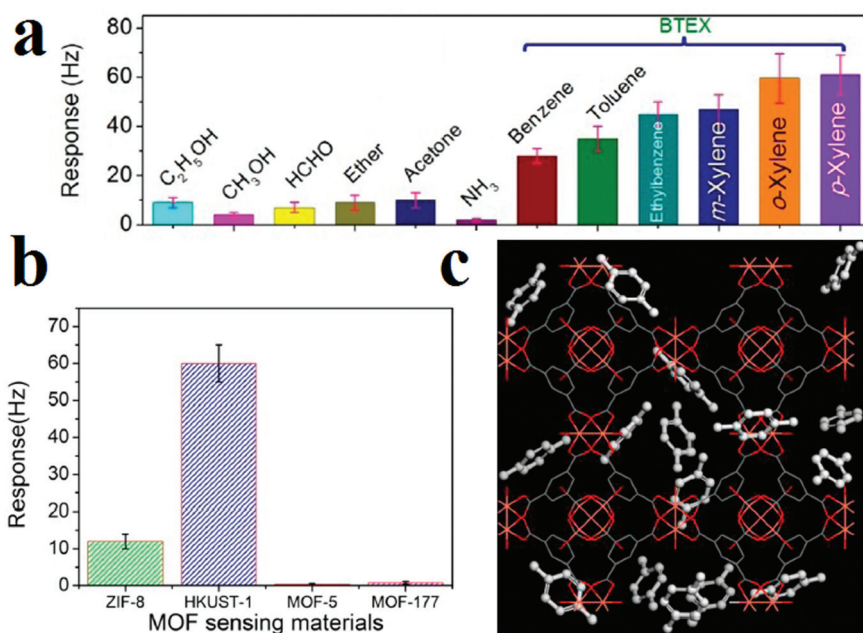 a
Response (Hz)
80
60
40
20
0
C₂H₅OH
CH₃OH
HCHO
Ether
Acetone
NH₃
BTEX
Benzene
Toluene
Ethylbenzene
m-Xylene
o-Xylene
p-Xylene
b
Response(Hz)
70
60
50
40
30
20
10
0
ZIF-8 HKUST-1 MOF-5 MOF-177
MOF sensing materials
c